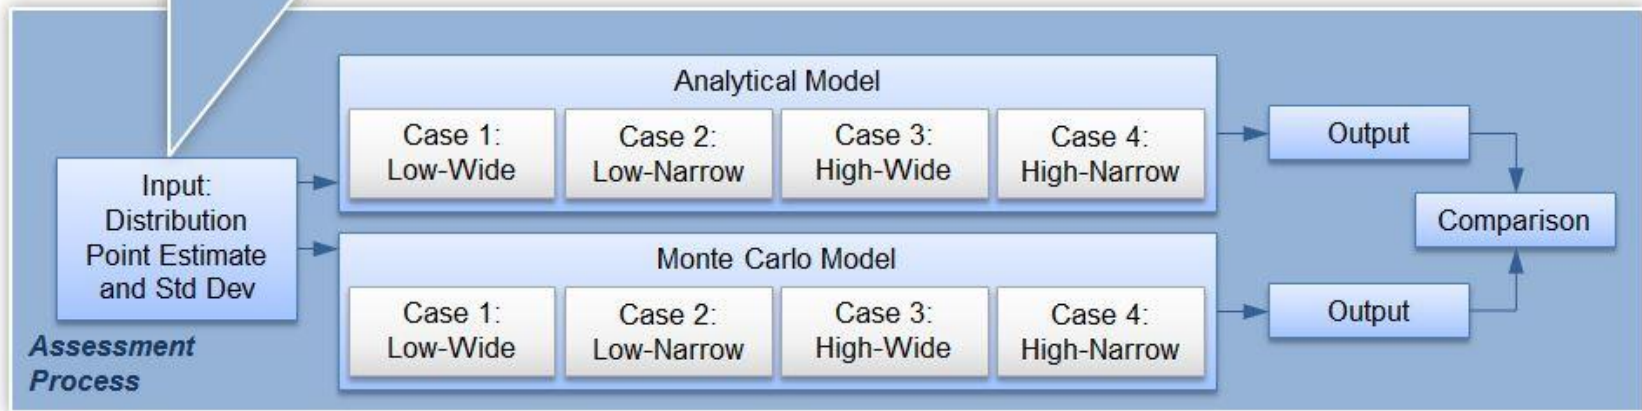 Analytical Model
Case 1:
Low-Wide
Case 2:
Low-Narrow
Case 3:
High-Wide
Case 4:
High-Narrow
Output
Input:
Distribution
Point Estimate
and Std Dev
Comparison
Monte Carlo Model
Case 1:
Low-Wide
Case 2:
Low-Narrow
Case 3:
High-Wide
Case 4:
High-Narrow
Output
Assessment
Process